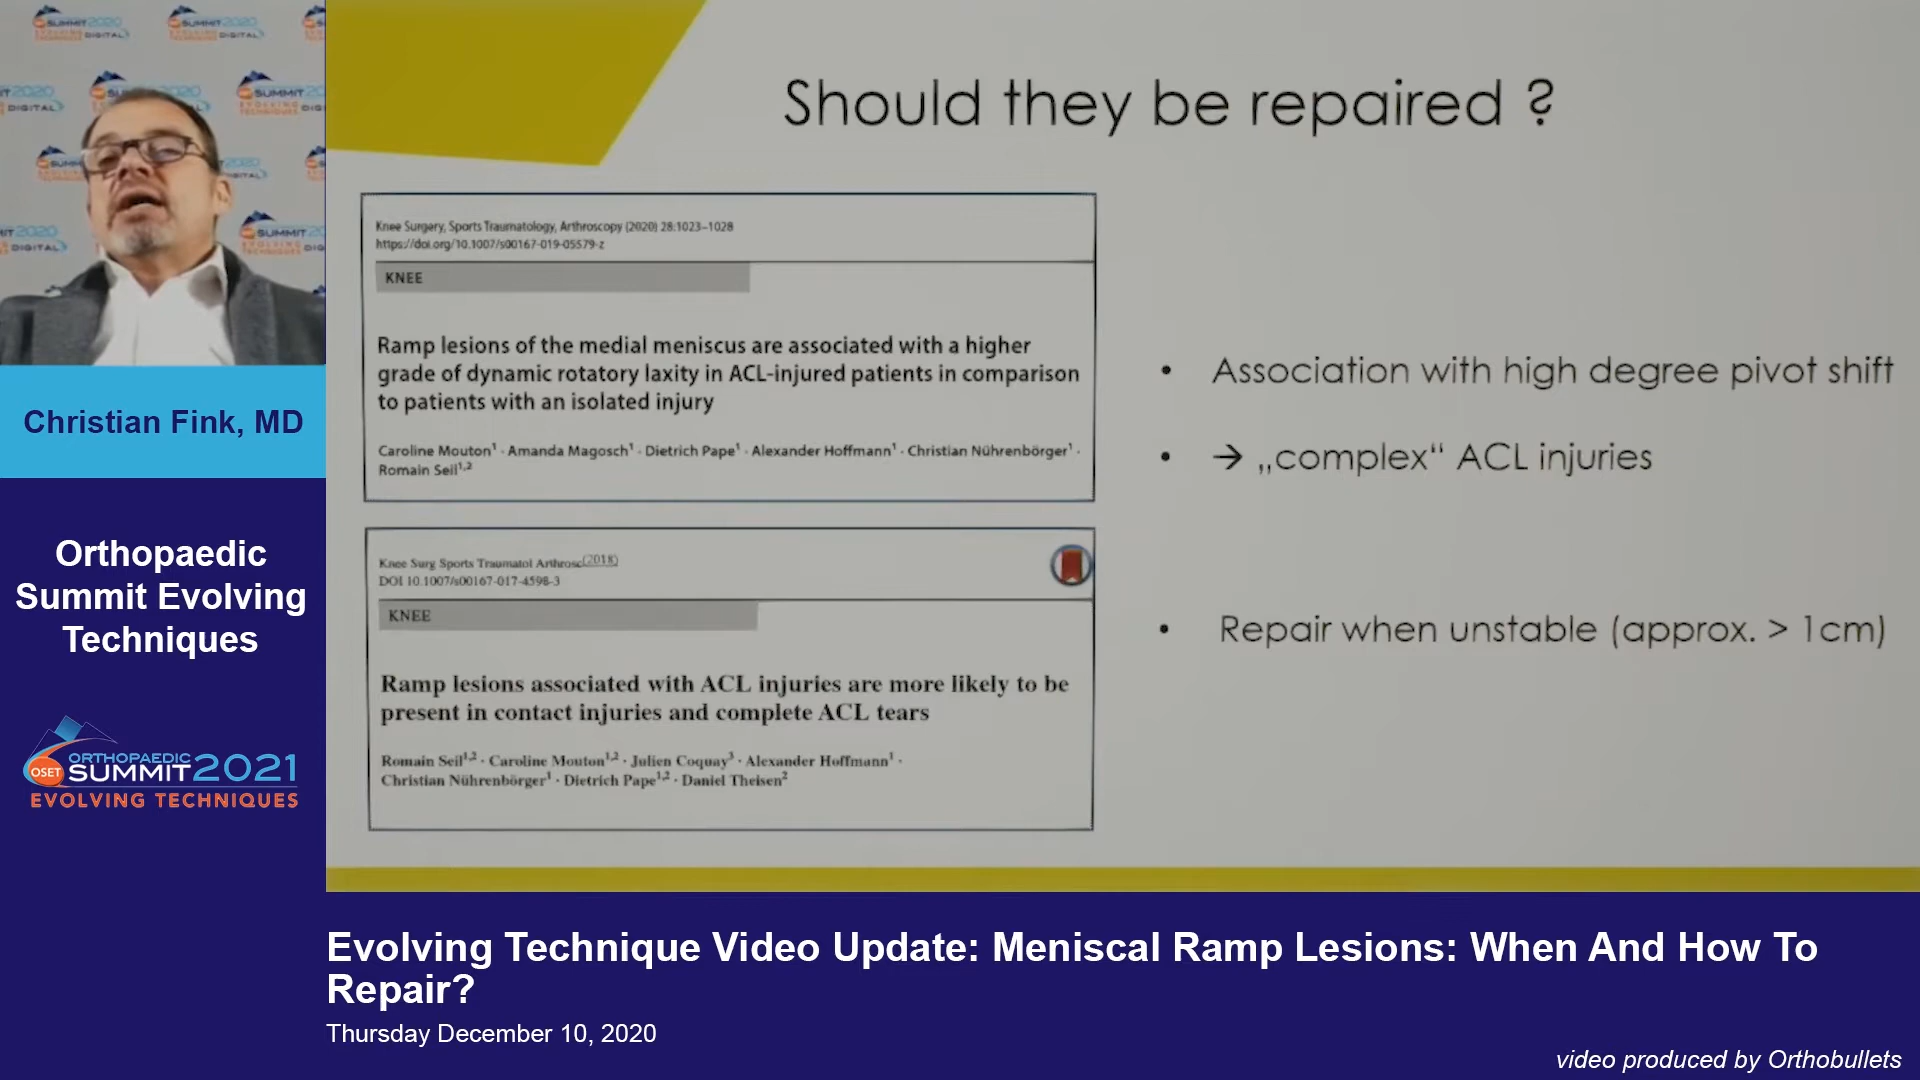 SUMMIT2020
DIGITAL
SUMMIT2020
DIGITAL
Christian Fink, MD
Orthopaedic
Summit Evolving
Techniques
OSET
ORTHOPAEDIC
SUMMIT 2021
EVOLVING TECHNIQUES
Should they be repaired ?
Knee Surgery, Sports Traumatology, Arthroscopy (2020) 28:1023–1028
https://doi.org/10.1007/s00167-019-05579-z
KNEE
Ramp lesions of the medial meniscus are associated with a higher
grade of dynamic rotatory laxity in ACL-injured patients in comparison
to patients with an isolated injury
Caroline Mouton¹ · Amanda Magosch¹ · Dietrich Pape¹ · Alexander Hoffmann¹ · Christian Nührenbörger¹ ·
Romain Seil¹,²
Knee Surg Sports Traumatol Arthrosc (2018)
DOI 10.1007/s00167-017-4598-3
KNEE
Ramp lesions associated with ACL injuries are more likely to be
present in contact injuries and complete ACL tears
Romain Seil¹,² · Caroline Mouton¹,² · Julien Coquay³ · Alexander Hoffmann¹ ·
Christian Nührenbörger¹ · Dietrich Pape¹,² · Daniel Theisen²
• Association with high degree pivot shift
• → „complex“ ACL injuries
• Repair when unstable (approx. > 1cm)
Evolving Technique Video Update: Meniscal Ramp Lesions: When And How To
Repair?
Thursday December 10, 2020
video produced by Orthobullets